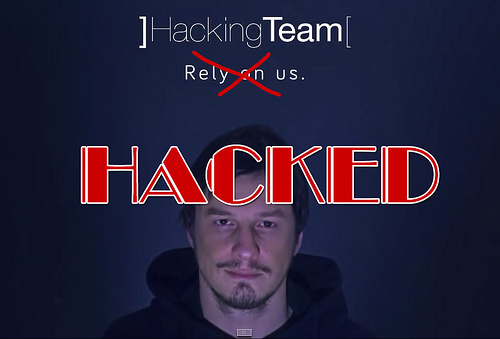 ]HackingTeam[
Rely on us.
HACKED